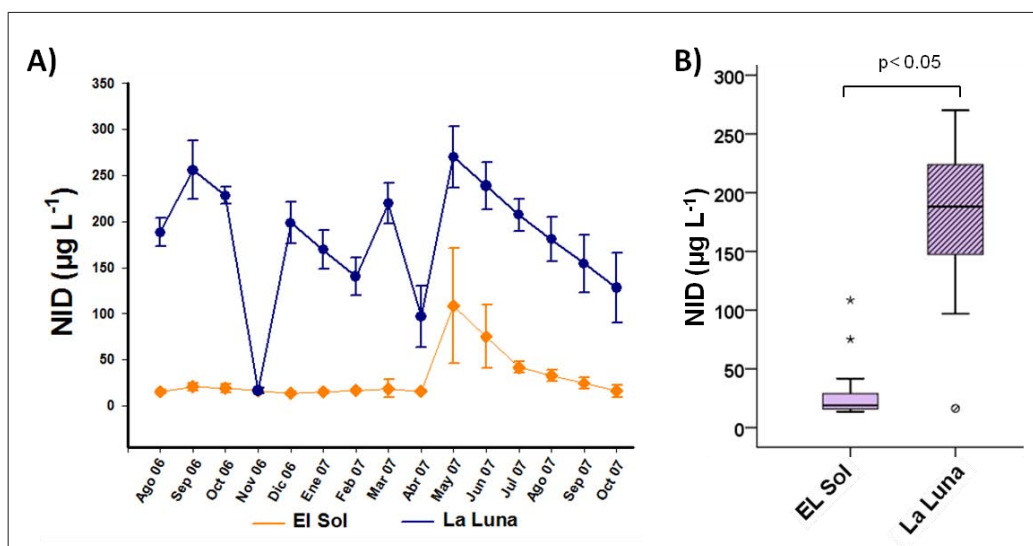 A)
350
300
250
200
150
100
50
0
NID (µg L⁻¹)
Ago 06
Sep 06
Oct 06
Nov 06
Dic 06
Ene 07
Feb 07
Mar 07
Abr 07
May 07
Jun 07
Jul 07
Ago 07
Sep 07
Oct 07
El Sol
La Luna
B)
p< 0.05
300
250
200
150
100
50
0
NID (µg L⁻¹)
EL Sol
La Luna